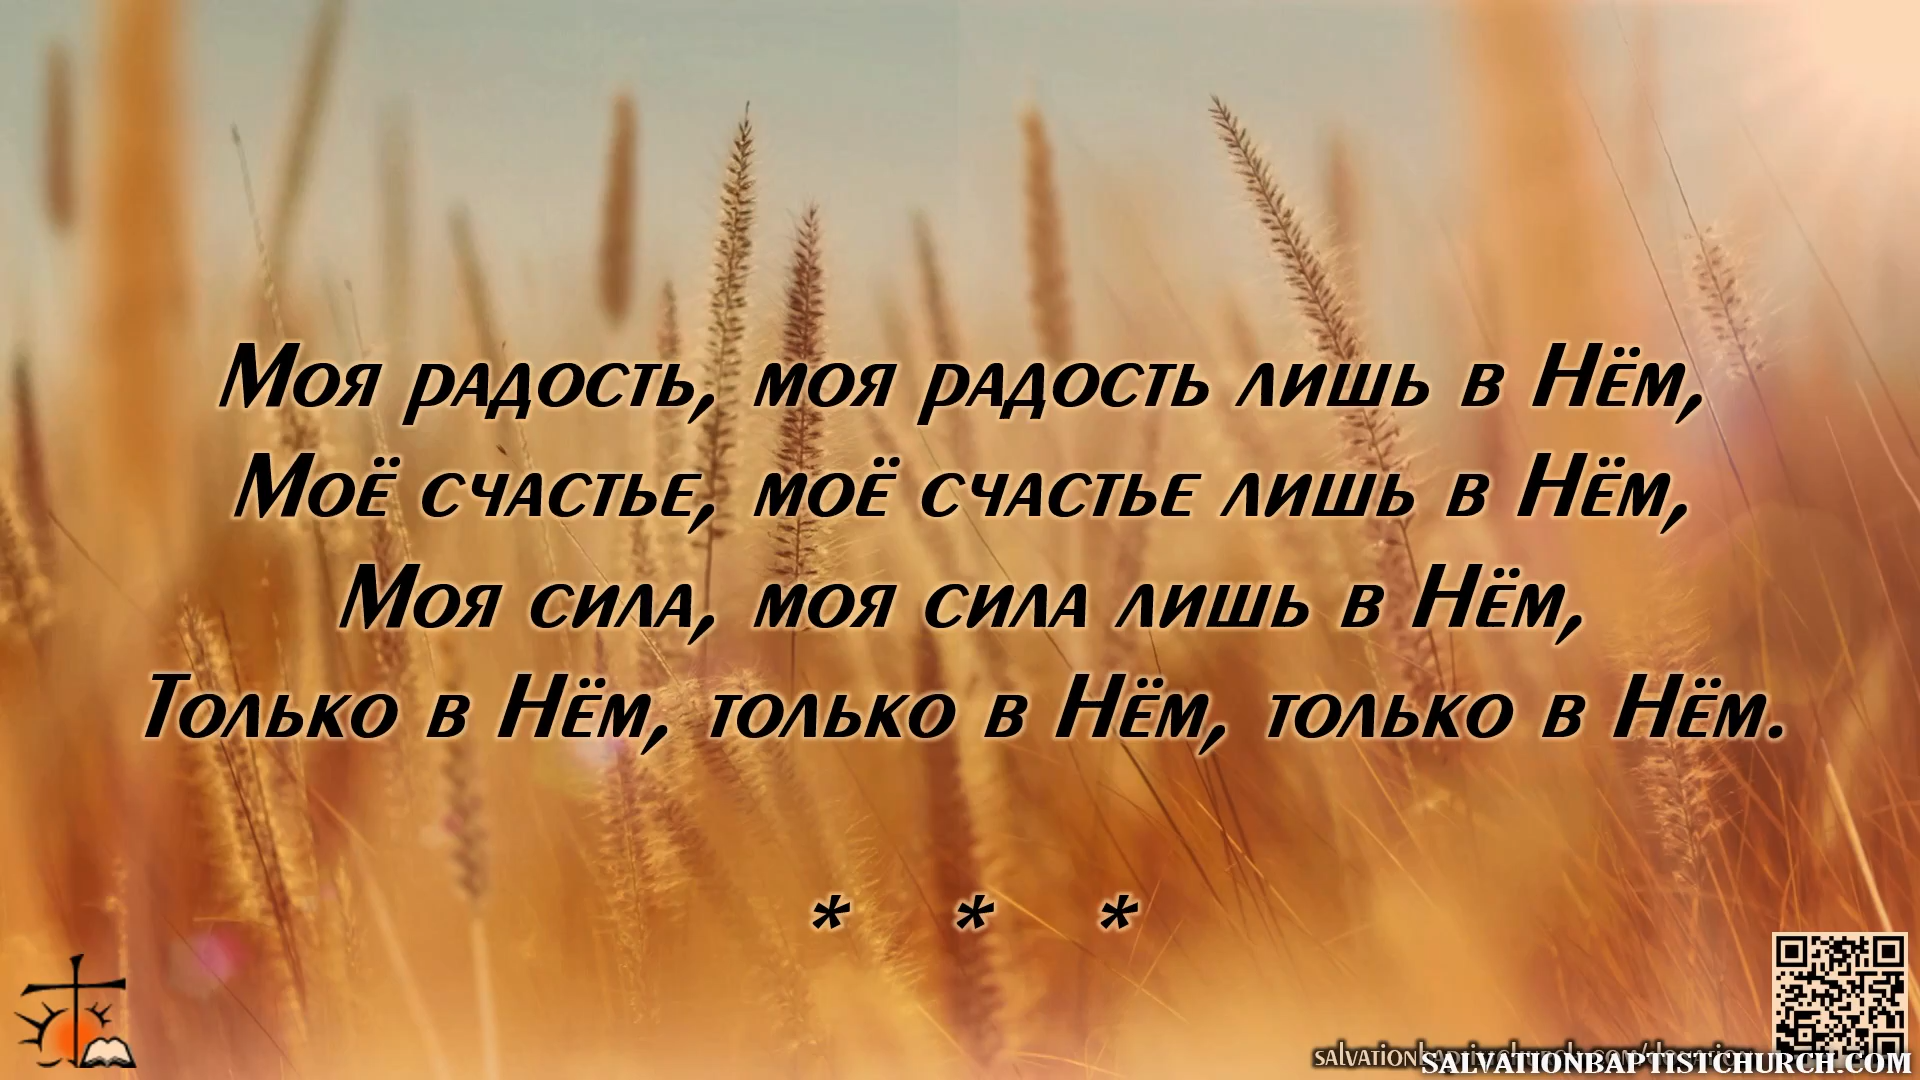 Моя радость, моя радость лишь в Нём,
Моё счастье, моё счастье лишь в Нём,
Моя сила, моя сила лишь в Нём,
Только в Нём, только в Нём, только в Нём.
* * *
SALVATIONBAPTISTCHURCH.COM